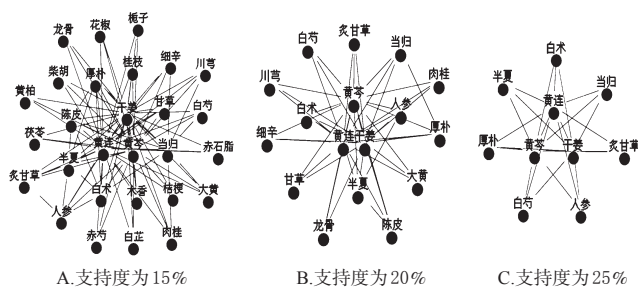 栀子
花椒
龙骨
细辛
桂枝
川芎
柴胡
厚朴
黄柏
干姜
甘草
白芍
陈皮
茯苓
黄连
黄芩
当归
赤石脂
半夏
炙甘草
白术
木香
桔梗
大黄
人参
赤芍
白芷
肉桂
A.支持度为15%
炙甘草
白芍
当归
川芎
肉桂
黄芩
人参
白术
厚朴
细辛
黄连
干姜
甘草
半夏
大黄
龙骨
陈皮
B.支持度为20%
白术
半夏
当归
黄连
厚朴
黄芩
干姜
炙甘草
白芍
人参
C.支持度为25%